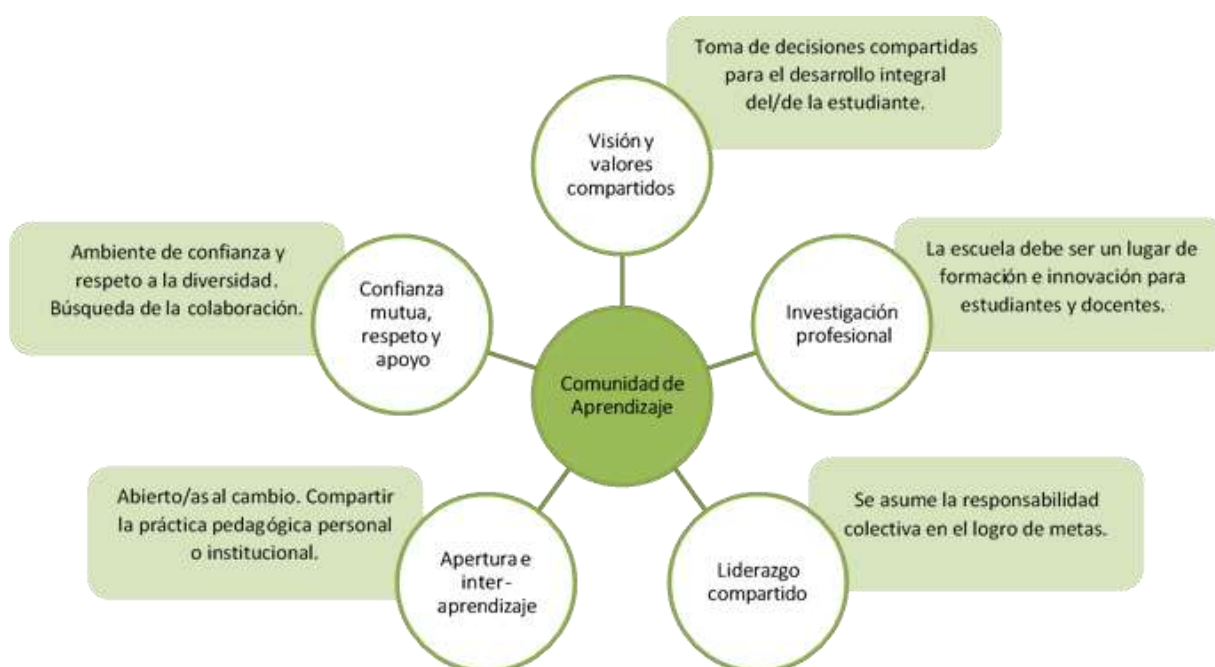 Toma de decisiones compartidas
para el desarrollo integral
del/de la estudiante.
Visión y
valores
compartidos
Ambiente de confianza y
respeto a la diversidad.
Búsqueda de la colaboración.
Confianza
mutua,
respeto y
apoyo
La escuela debe ser un lugar de
formación e innovación para
estudiantes y docentes.
Investigación
profesional
Comunidad de
Aprendizaje
Abierto/as al cambio. Compartir
la práctica pedagógica personal
o institucional.
Apertura e
inter-
aprendizaje
Se asume la responsabilidad
colectiva en el logro de metas.
Liderazgo
compartido